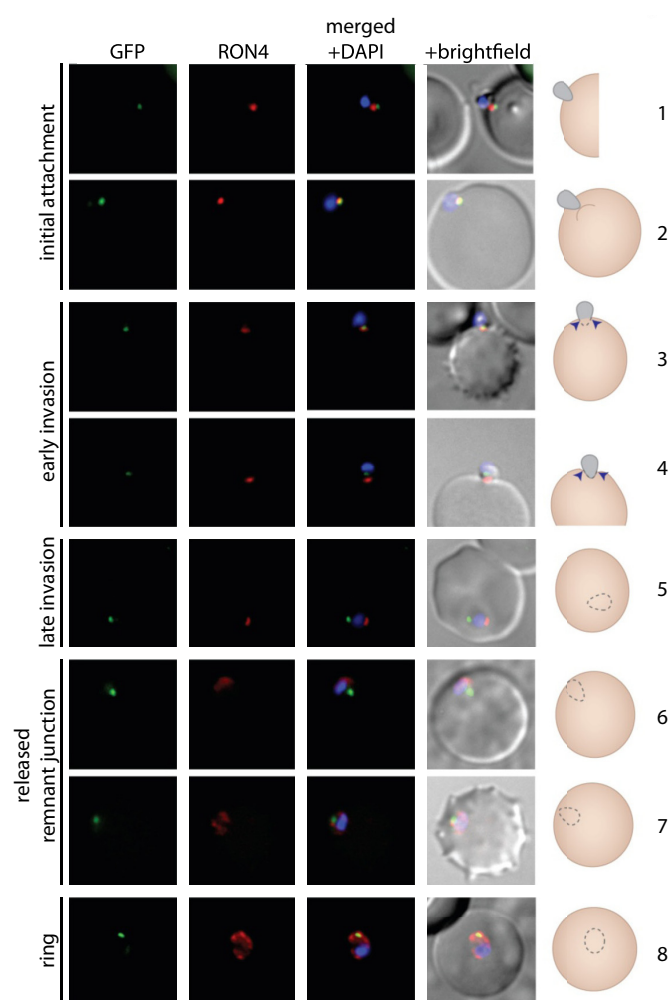 GFP
RON4
merged
+DAPI
+brightfield
initial attachment
1
2
early invasion
3
4
late invasion
5
released
remnant junction
6
7
ring
8